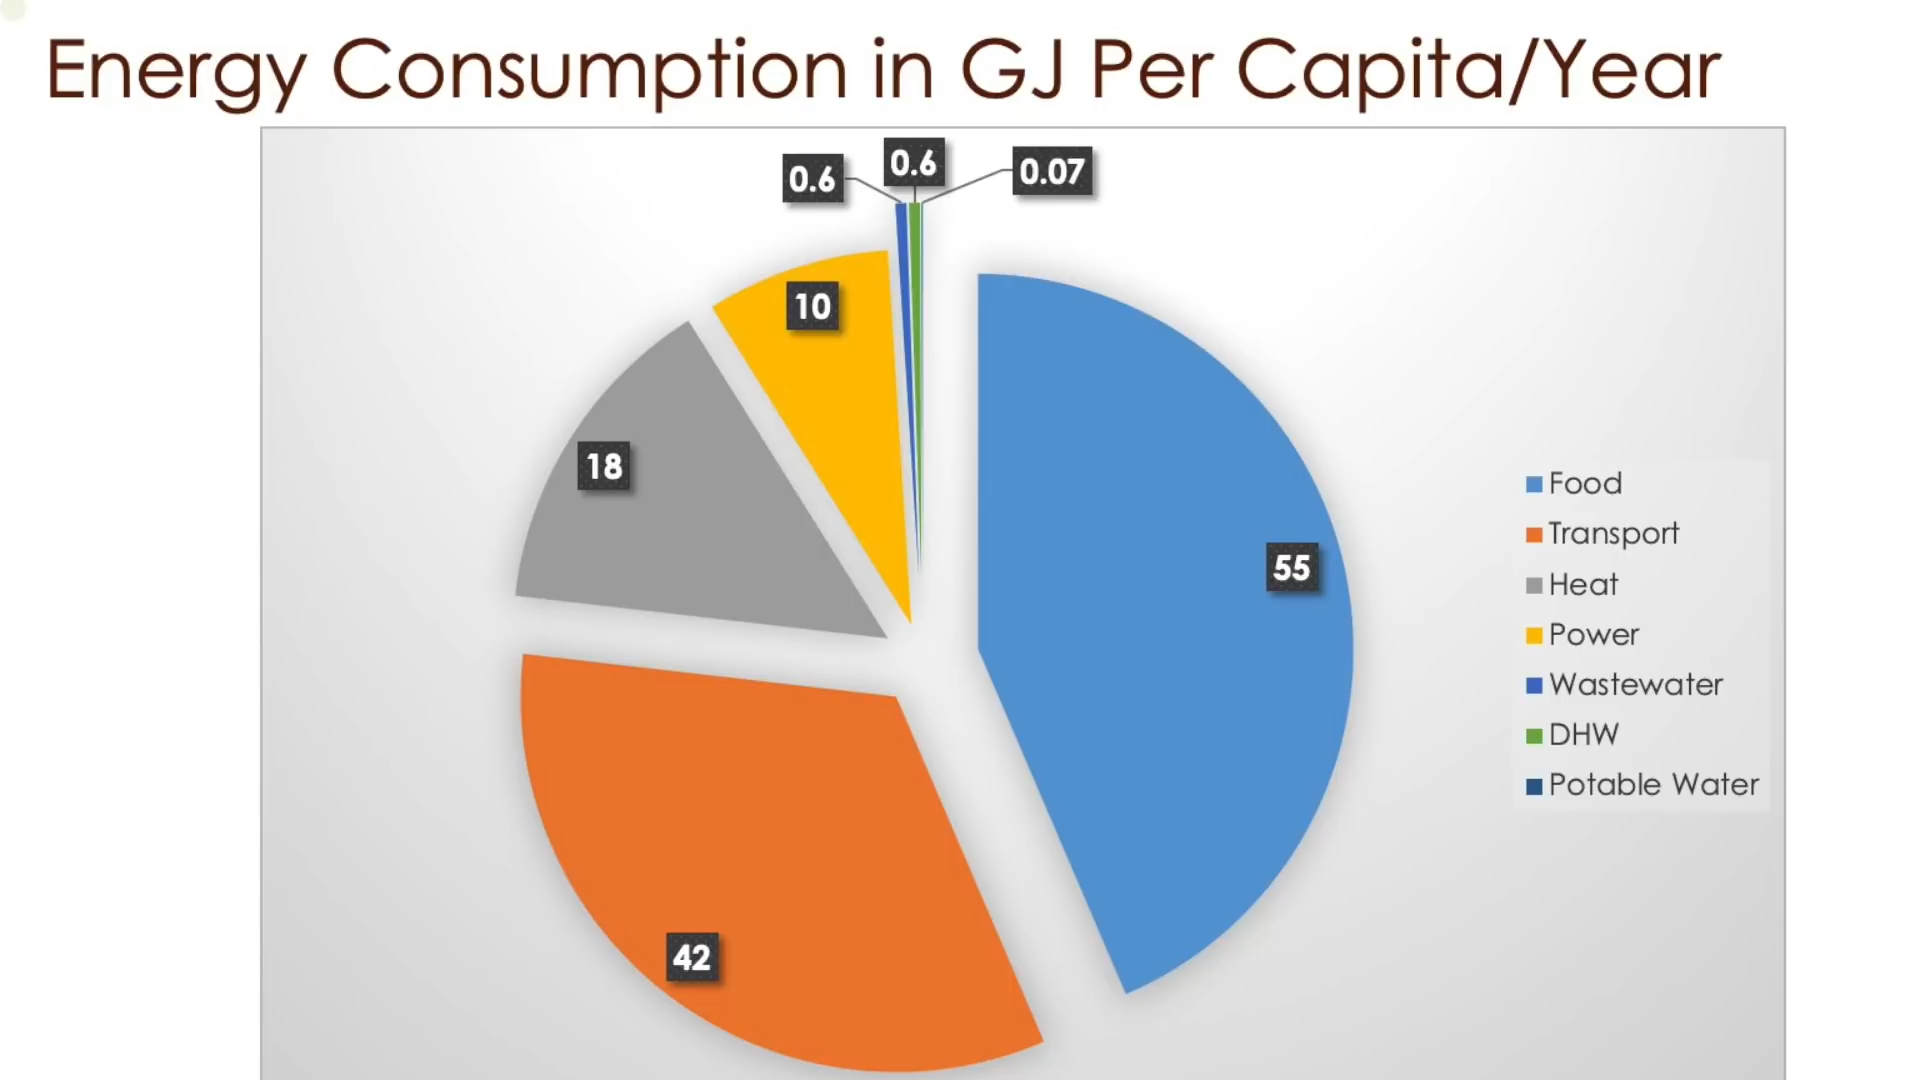 Energy Consumption in GJ Per Capita/Year
0.6
0.6
0.07
10
18
55
42
Food
Transport
Heat
Power
Wastewater
DHW
Potable Water